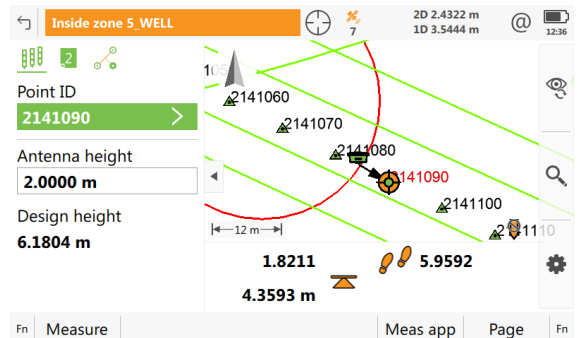 Inside zone 5_WELL
7
2D 2.4322 m
1D 3.5444 m
@
12:36
2
Point ID
2141090
Antenna height
2.0000 m
Design height
6.1804 m
2141060
2141070
2141080
2141090
2141100
12 m
1.8211
5.9592
4.3593 m
Fn
Measure
Meas app
Page
Fn